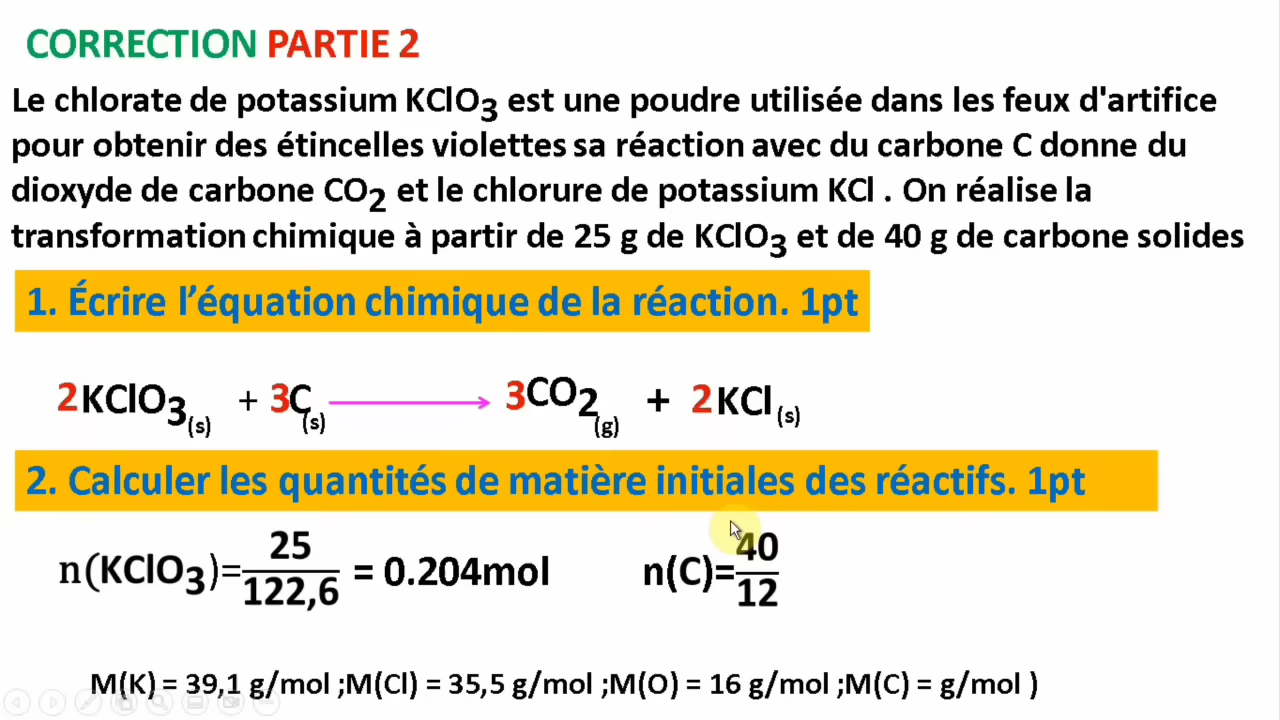 CORRECTION PARTIE 2
Le chlorate de potassium KClO3 est une poudre utilisée dans les feux d'artifice
pour obtenir des étincelles violettes sa réaction avec du carbone C donne du
dioxyde de carbone CO2 et le chlorure de potassium KCl . On réalise la
transformation chimique à partir de 25 g de KClO3 et de 40 g de carbone solides
1. Écrire l’équation chimique de la réaction. 1pt
2KClO3(s) + 3C(s) → 3CO2(g) + 2KCl(s)
2. Calculer les quantités de matière initiales des réactifs. 1pt
n(KClO3)=25/122,6 = 0.204mol n(C)=40/12
M(K) = 39,1 g/mol ;M(Cl) = 35,5 g/mol ;M(O) = 16 g/mol ;M(C) = g/mol )